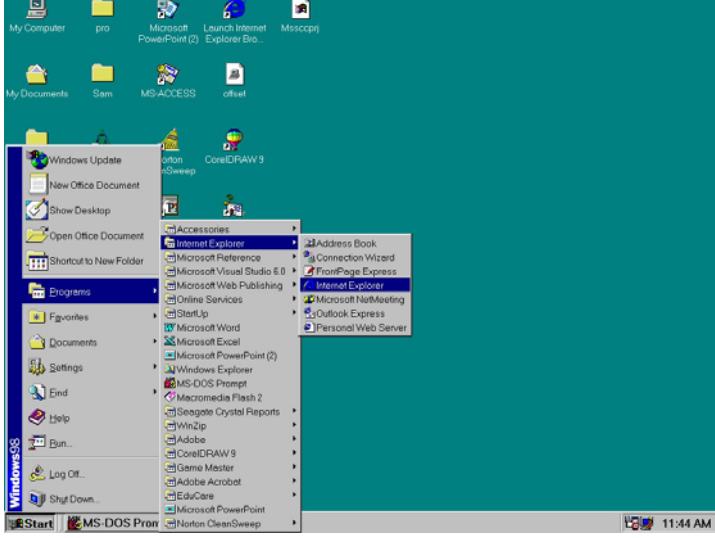 My Computer
pro
Microsoft
PowerPoint (2)
Launch Internet
Explorer Bro...
Mssccprj
My Documents
Sam
MS-ACCESS
offset
Norton
CleanSweep
CorelDRAW 9
Windows98
Windows Update
New Office Document
Show Desktop
Open Office Document
Shortcut to New Folder
Programs
Favorites
Documents
Settings
Find
Help
Run...
Log Off...
Shut Down...
Accessories
Internet Explorer
Microsoft Reference
Microsoft Visual Studio 6.0
Microsoft Web Publishing
Online Services
StartUp
Microsoft Word
Microsoft Excel
Microsoft PowerPoint (2)
Windows Explorer
MS-DOS Prompt
Macromedia Flash 2
Seagate Crystal Reports
WinZip
Adobe
CorelDRAW 9
Game Master
Adobe Acrobat
EduCare
Microsoft PowerPoint
Norton CleanSweep
Address Book
Connection Wizard
FrontPage Express
Internet Explorer
Microsoft NetMeeting
Outlook Express
Personal Web Server
Start
MS-DOS Prom
11:44 AM